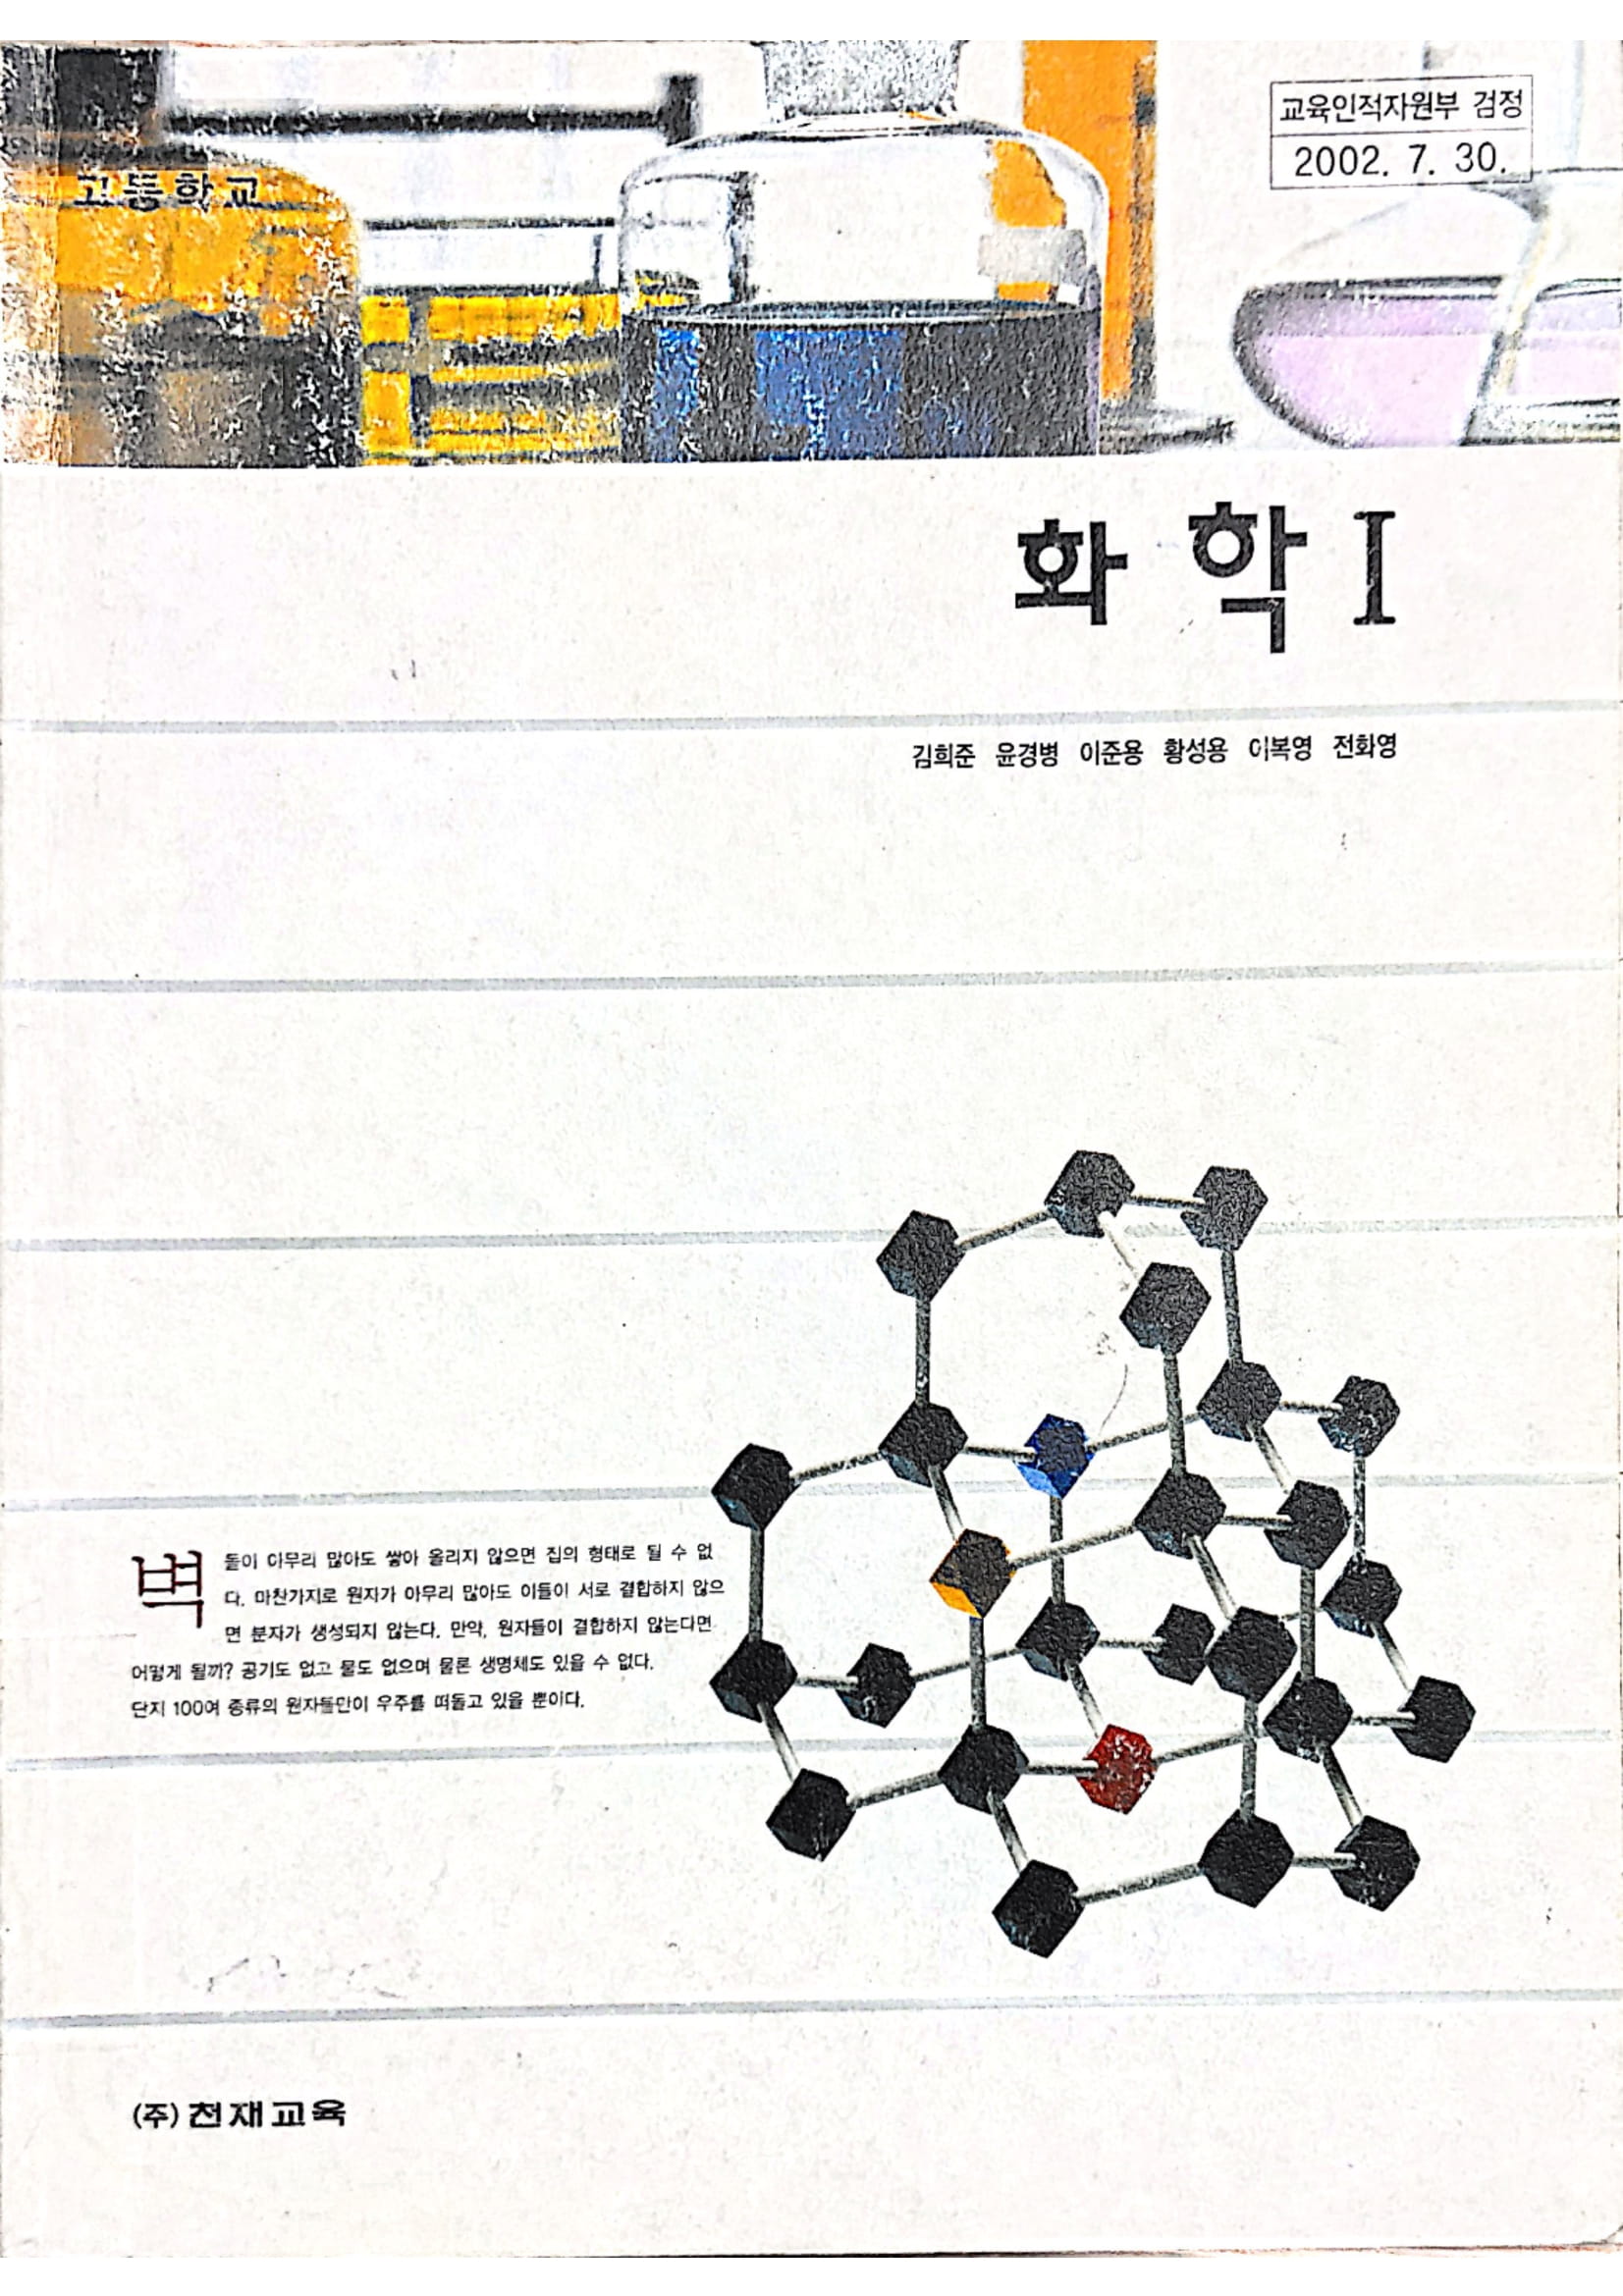 교육인적자원부 검정
2002. 7. 30.
고등학교
화학 I
김희준 윤경병 이준용 황성용 이복영 전화영
벽돌이 아무리 많아도 쌓아 올리지 않으면 집의 형태로 될 수 없
다. 마찬가지로 원자가 아무리 많아도 이들이 서로 결합하지 않으
면 분자가 생성되지 않는다. 만약, 원자들이 결합하지 않는다면
어떻게 될까? 공기도 없고 물도 없으며 물론 생명체도 있을 수 없다.
단지 100여 종류의 원자들만이 우주를 떠돌고 있을 뿐이다.
(주)천재교육